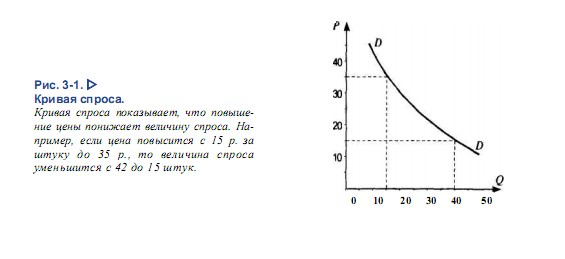 Рис. 3-1. ▷
Кривая спроса.
Кривая спроса показывает, что повыше-
ние цены понижает величину спроса. На-
пример, если цена повысится с 15 р. за
штуку до 35 р., то величина спроса
уменьшится с 42 до 15 штук.
P
D
40
30
20
10
D
Q
0 10 20 30 40 50